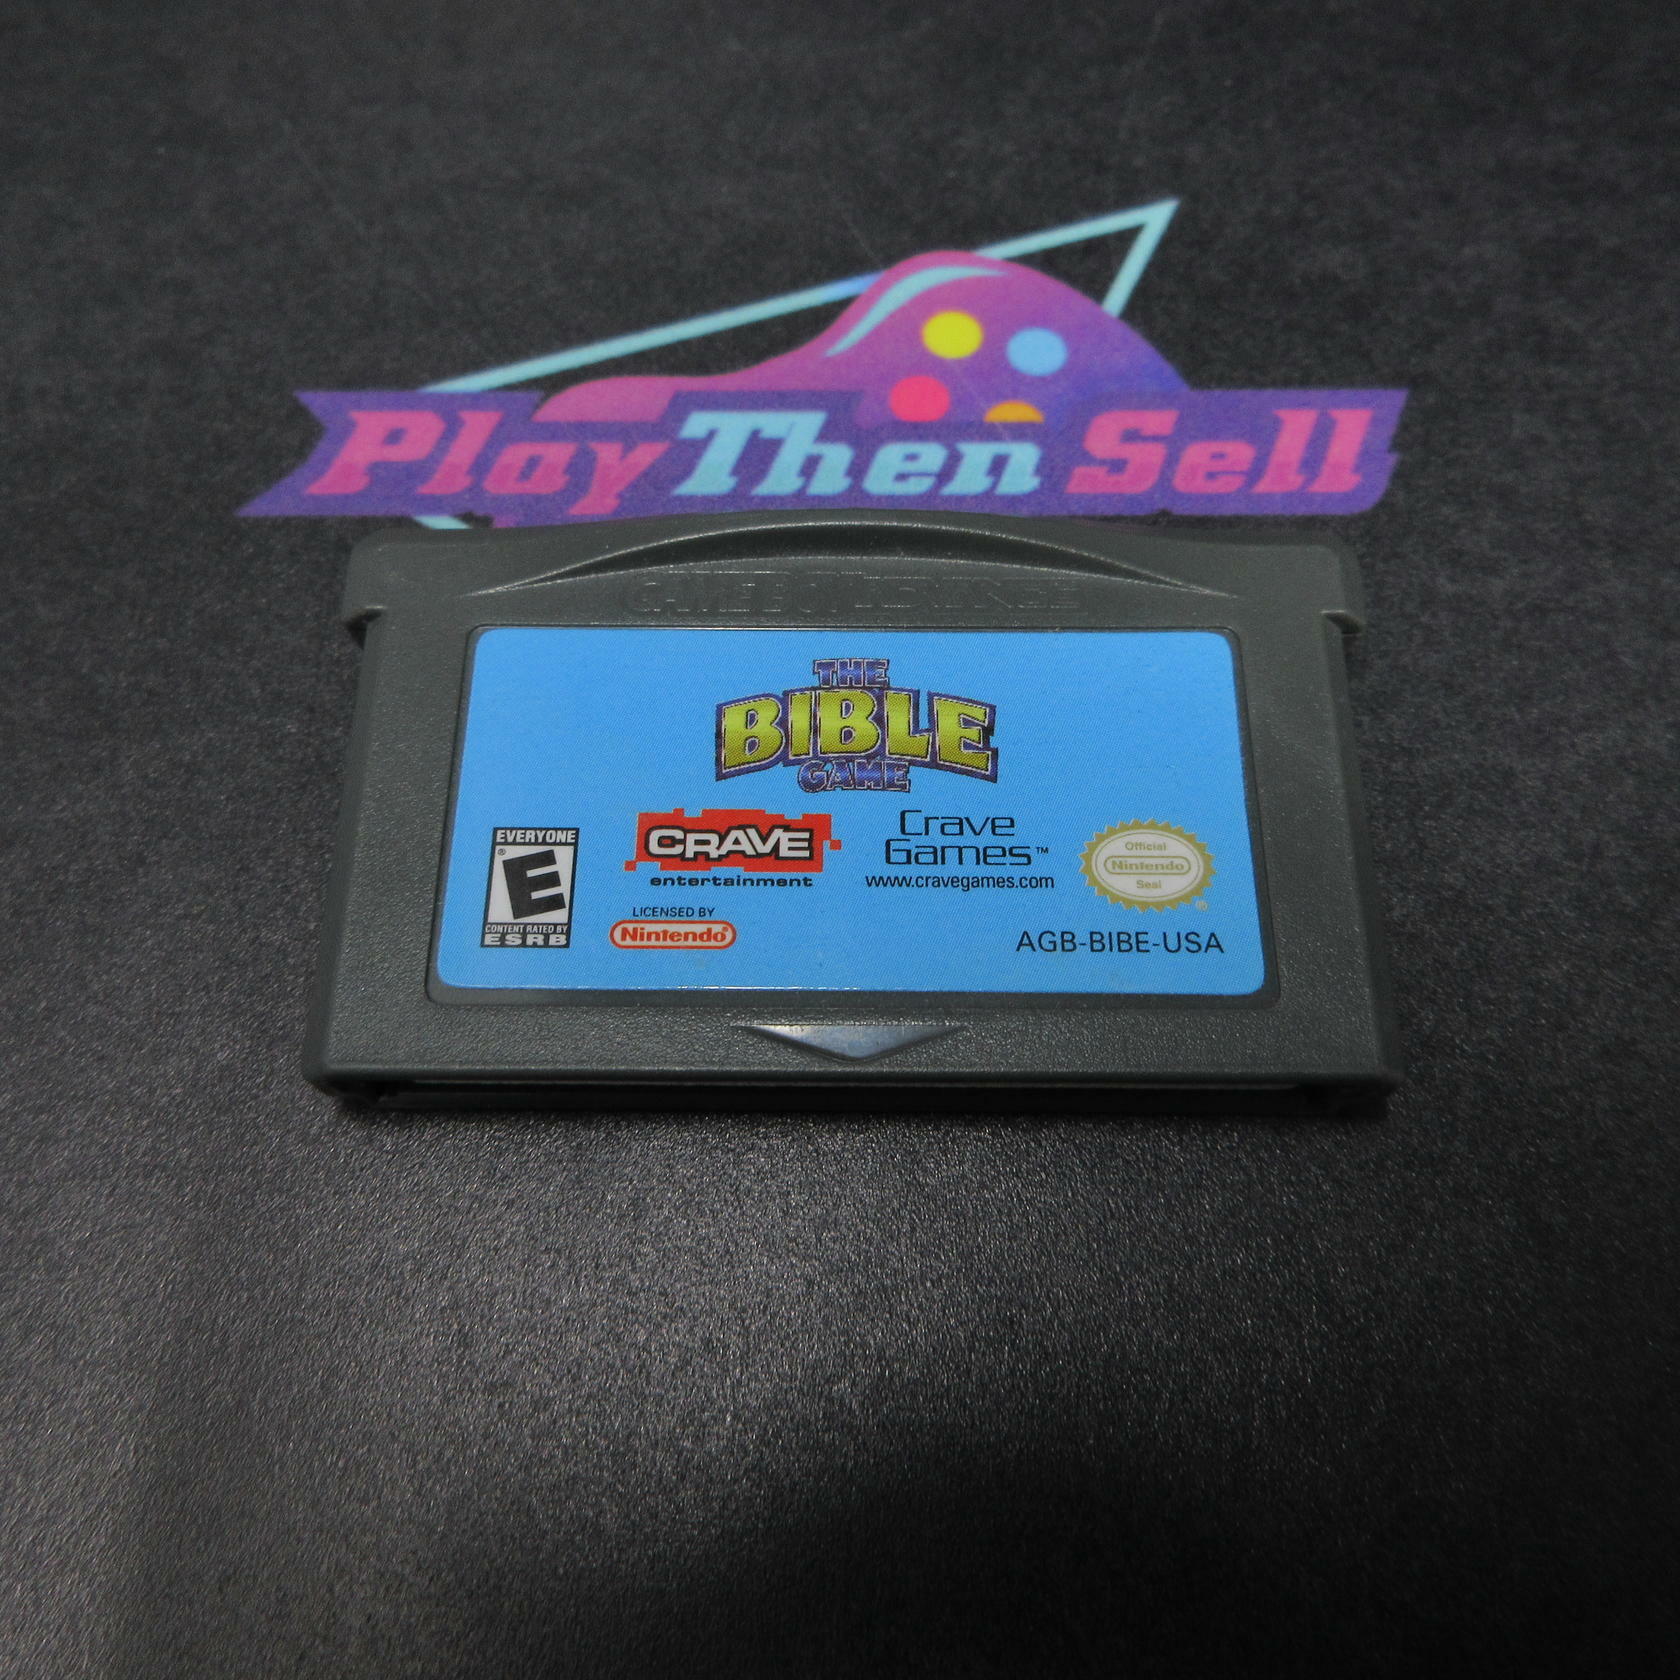 Play Then Sell
GAME BOY ADVANCE
THE
BIBLE
GAME
EVERYONE
E
CONTENT RATED BY
ESRB
CRAVE
entertainment
Crave
Games™
www.cravegames.com
Official
Nintendo
Seal
LICENSED BY
Nintendo®
AGB-BIBE-USA